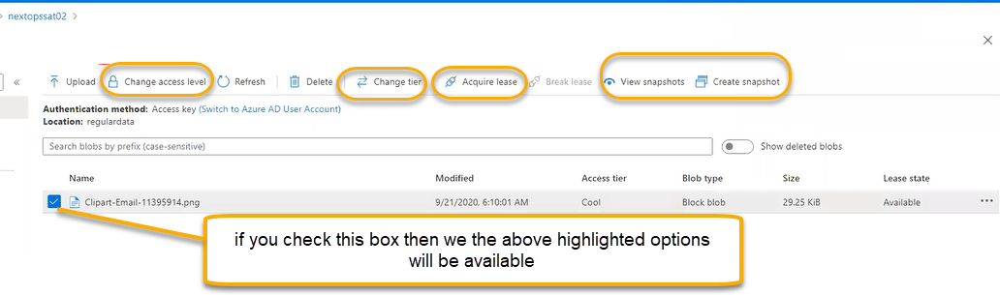 nextopssat02
Upload Change access level Refresh Delete Change tier Acquire lease Break lease View snapshots Create snapshot
Authentication method: Access key (Switch to Azure AD User Account)
Location: regulardata
Search blobs by prefix (case-sensitive) Show deleted blobs
Name Modified Access tier Blob type Size Lease state
Clipart-Email-11395914.png 9/21/2020, 6:10:01 AM Cool Block blob 29.25 KiB Available
if you check this box then we the above highlighted options
will be available